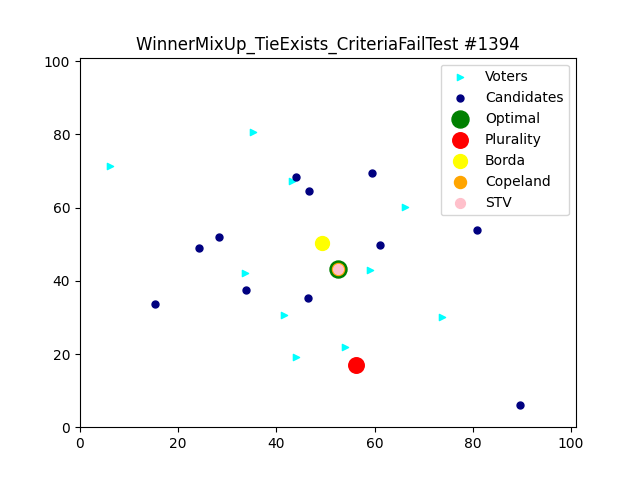 WinnerMixUp_TieExists_CriteriaFailTest #1394
100
80
60
40
20
0
0 20 40 60 80 100
Voters
Candidates
Optimal
Plurality
Borda
Copeland
STV